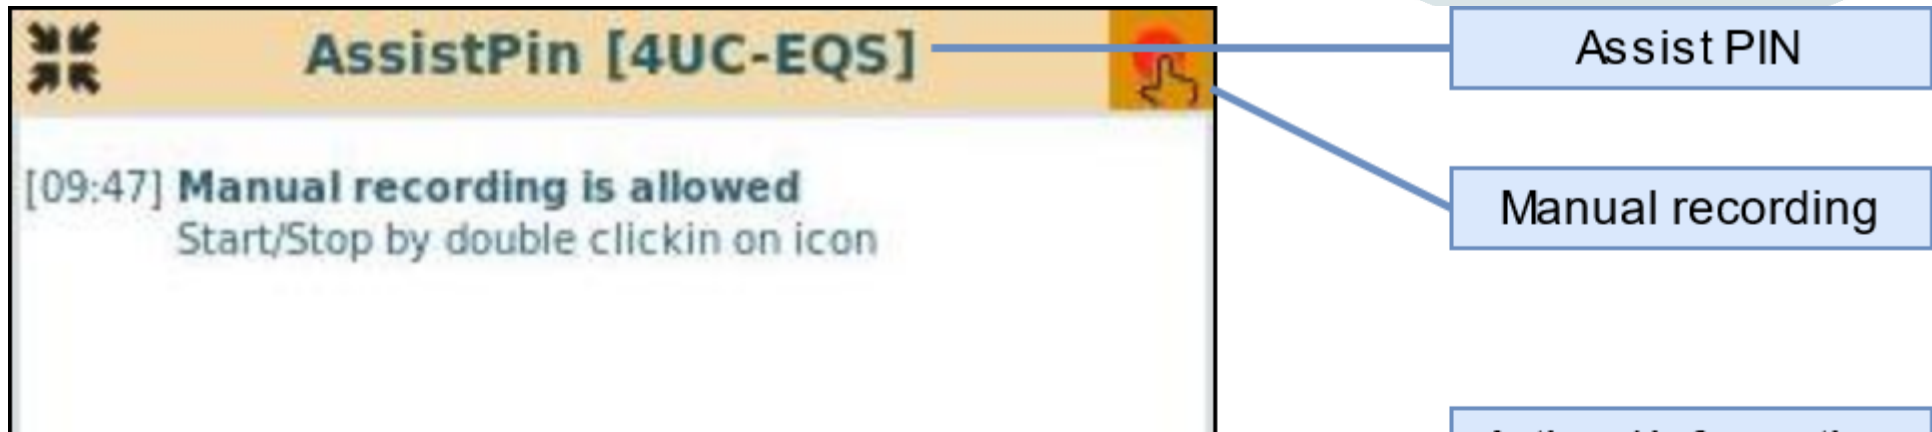 AssistPin [4UC-EQS]
Assist PIN
[09:47] Manual recording is allowed
Start/Stop by double clickin on icon
Manual recording